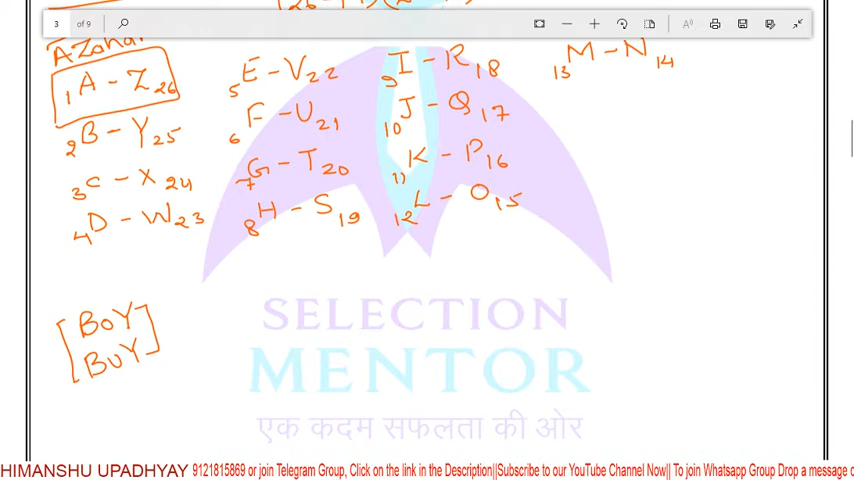 3 of 9
AZohar
1A - Z26
2B - Y25
3C - X24
4D - W23
5E - V22
6F - U21
7G - T20
8H - S19
9I - R18
10J - Q17
11K - P16
12L - O15
13M - N14
[BOY
BUY]
SELECTION
MENTOR
एक कदम सफलता की ओर
HIMANSHU UPADHYAY 9121815869 or join Telegram Group, Click on the link in the Description||Subscribe to our YouTube Channel Now|| To join Whatsapp Group Drop a messa